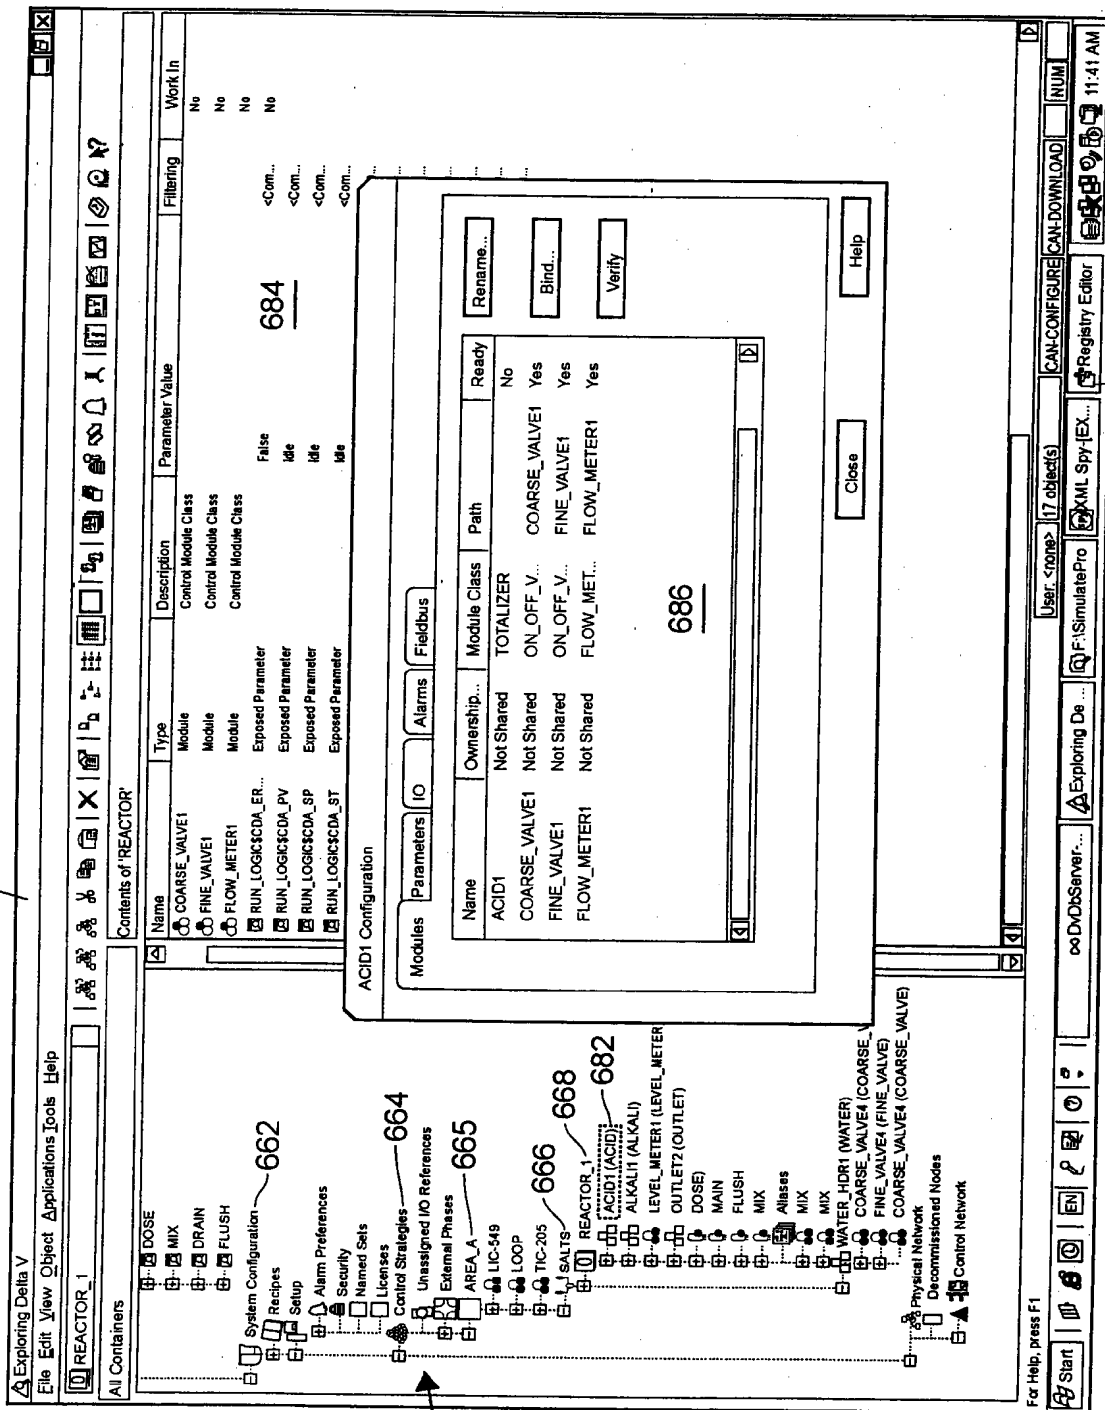 Exploring Delta V
File Edit View Object Applications Tools Help
REACTOR_1
All Containers
Contents of 'REACTOR'
DOSE
MIX
DRAIN
FLUSH
System Configuration
662
Recipes
Setup
Alarm Preferences
Security
Named Sets
Licenses
Control Strategies
664
Unassigned I/O References
External Phases
AREA_A
665
LIC-549
LOOP
TIC-205
SALTS
666
REACTOR_1
668
ACID1 (ACID)
682
ALKALI1 (ALKALI)
LEVEL_METER1 (LEVEL_METER
OUTLET2 (OUTLET)
DOSE)
MAIN
FLUSH
MIX
Aliases
MIX
MIX
WATER_HDR1 (WATER)
COARSE_VALVE4 (COARSE_V
FINE_VALVE4 (FINE_VALVE)
COARSE_VALVE4 (COARSE_VALVE)
Physical Network
Decommissioned Nodes
Control Network
Name Type Description Parameter Value Filtering Work In
COARSE_VALVE1 Module Control Module Class No
FINE_VALVE1 Module Control Module Class No
FLOW_METER1 Module Control Module Class No
RUN_LOGIC$CDA_ER... Exposed Parameter False <Com... No
RUN_LOGIC$CDA_PV Exposed Parameter Idle <Com...
RUN_LOGIC$CDA_SP Exposed Parameter Idle <Com...
RUN_LOGIC$CDA_ST Exposed Parameter Idle <Com...
684
ACID1 Configuration
Modules Parameters IO Alarms Fieldbus
Name Ownership... Module Class Path Ready
ACID1 Not Shared TOTALIZER No
COARSE_VALVE1 Not Shared ON_OFF_V... COARSE_VALVE1 Yes
FINE_VALVE1 Not Shared ON_OFF_V... FINE_VALVE1 Yes
FLOW_METER1 Not Shared FLOW_MET... FLOW_METER1 Yes
686
Rename...
Bind...
Verify
Close
Help
For Help, press F1
User: <none> 17 object(s) CAN-CONFIGURE CAN-DOWNLOAD NUM
Start EN DvDbServer-... Exploring De ... F:\SimulatePro XML Spy-[EX... Registry Editor 11:41 AM